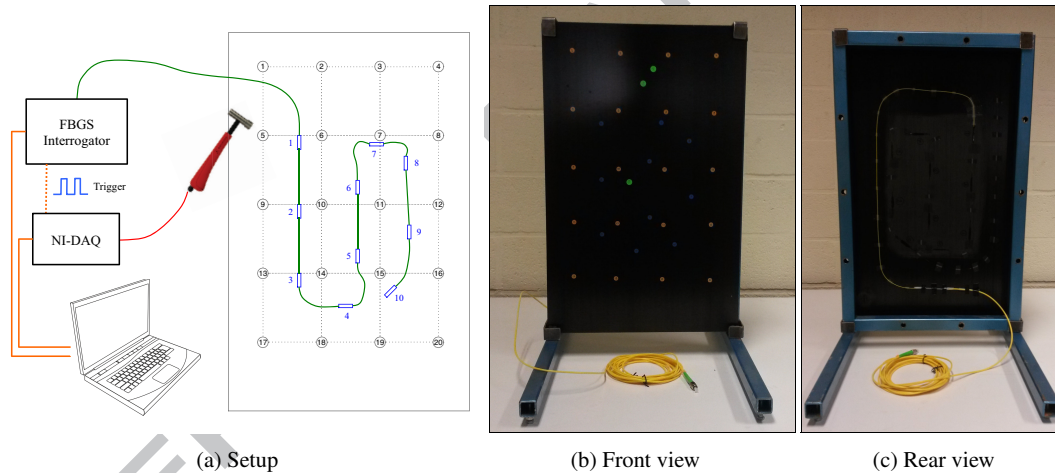 1 2 3 4
FBGS
Interrogator
5 6 7 8
1
7
8
Trigger
6
9 10 11 12
2
9
NI-DAQ
5
13 14 15 16
3
10
4
17 18 19 20
(a) Setup
(b) Front view
(c) Rear view